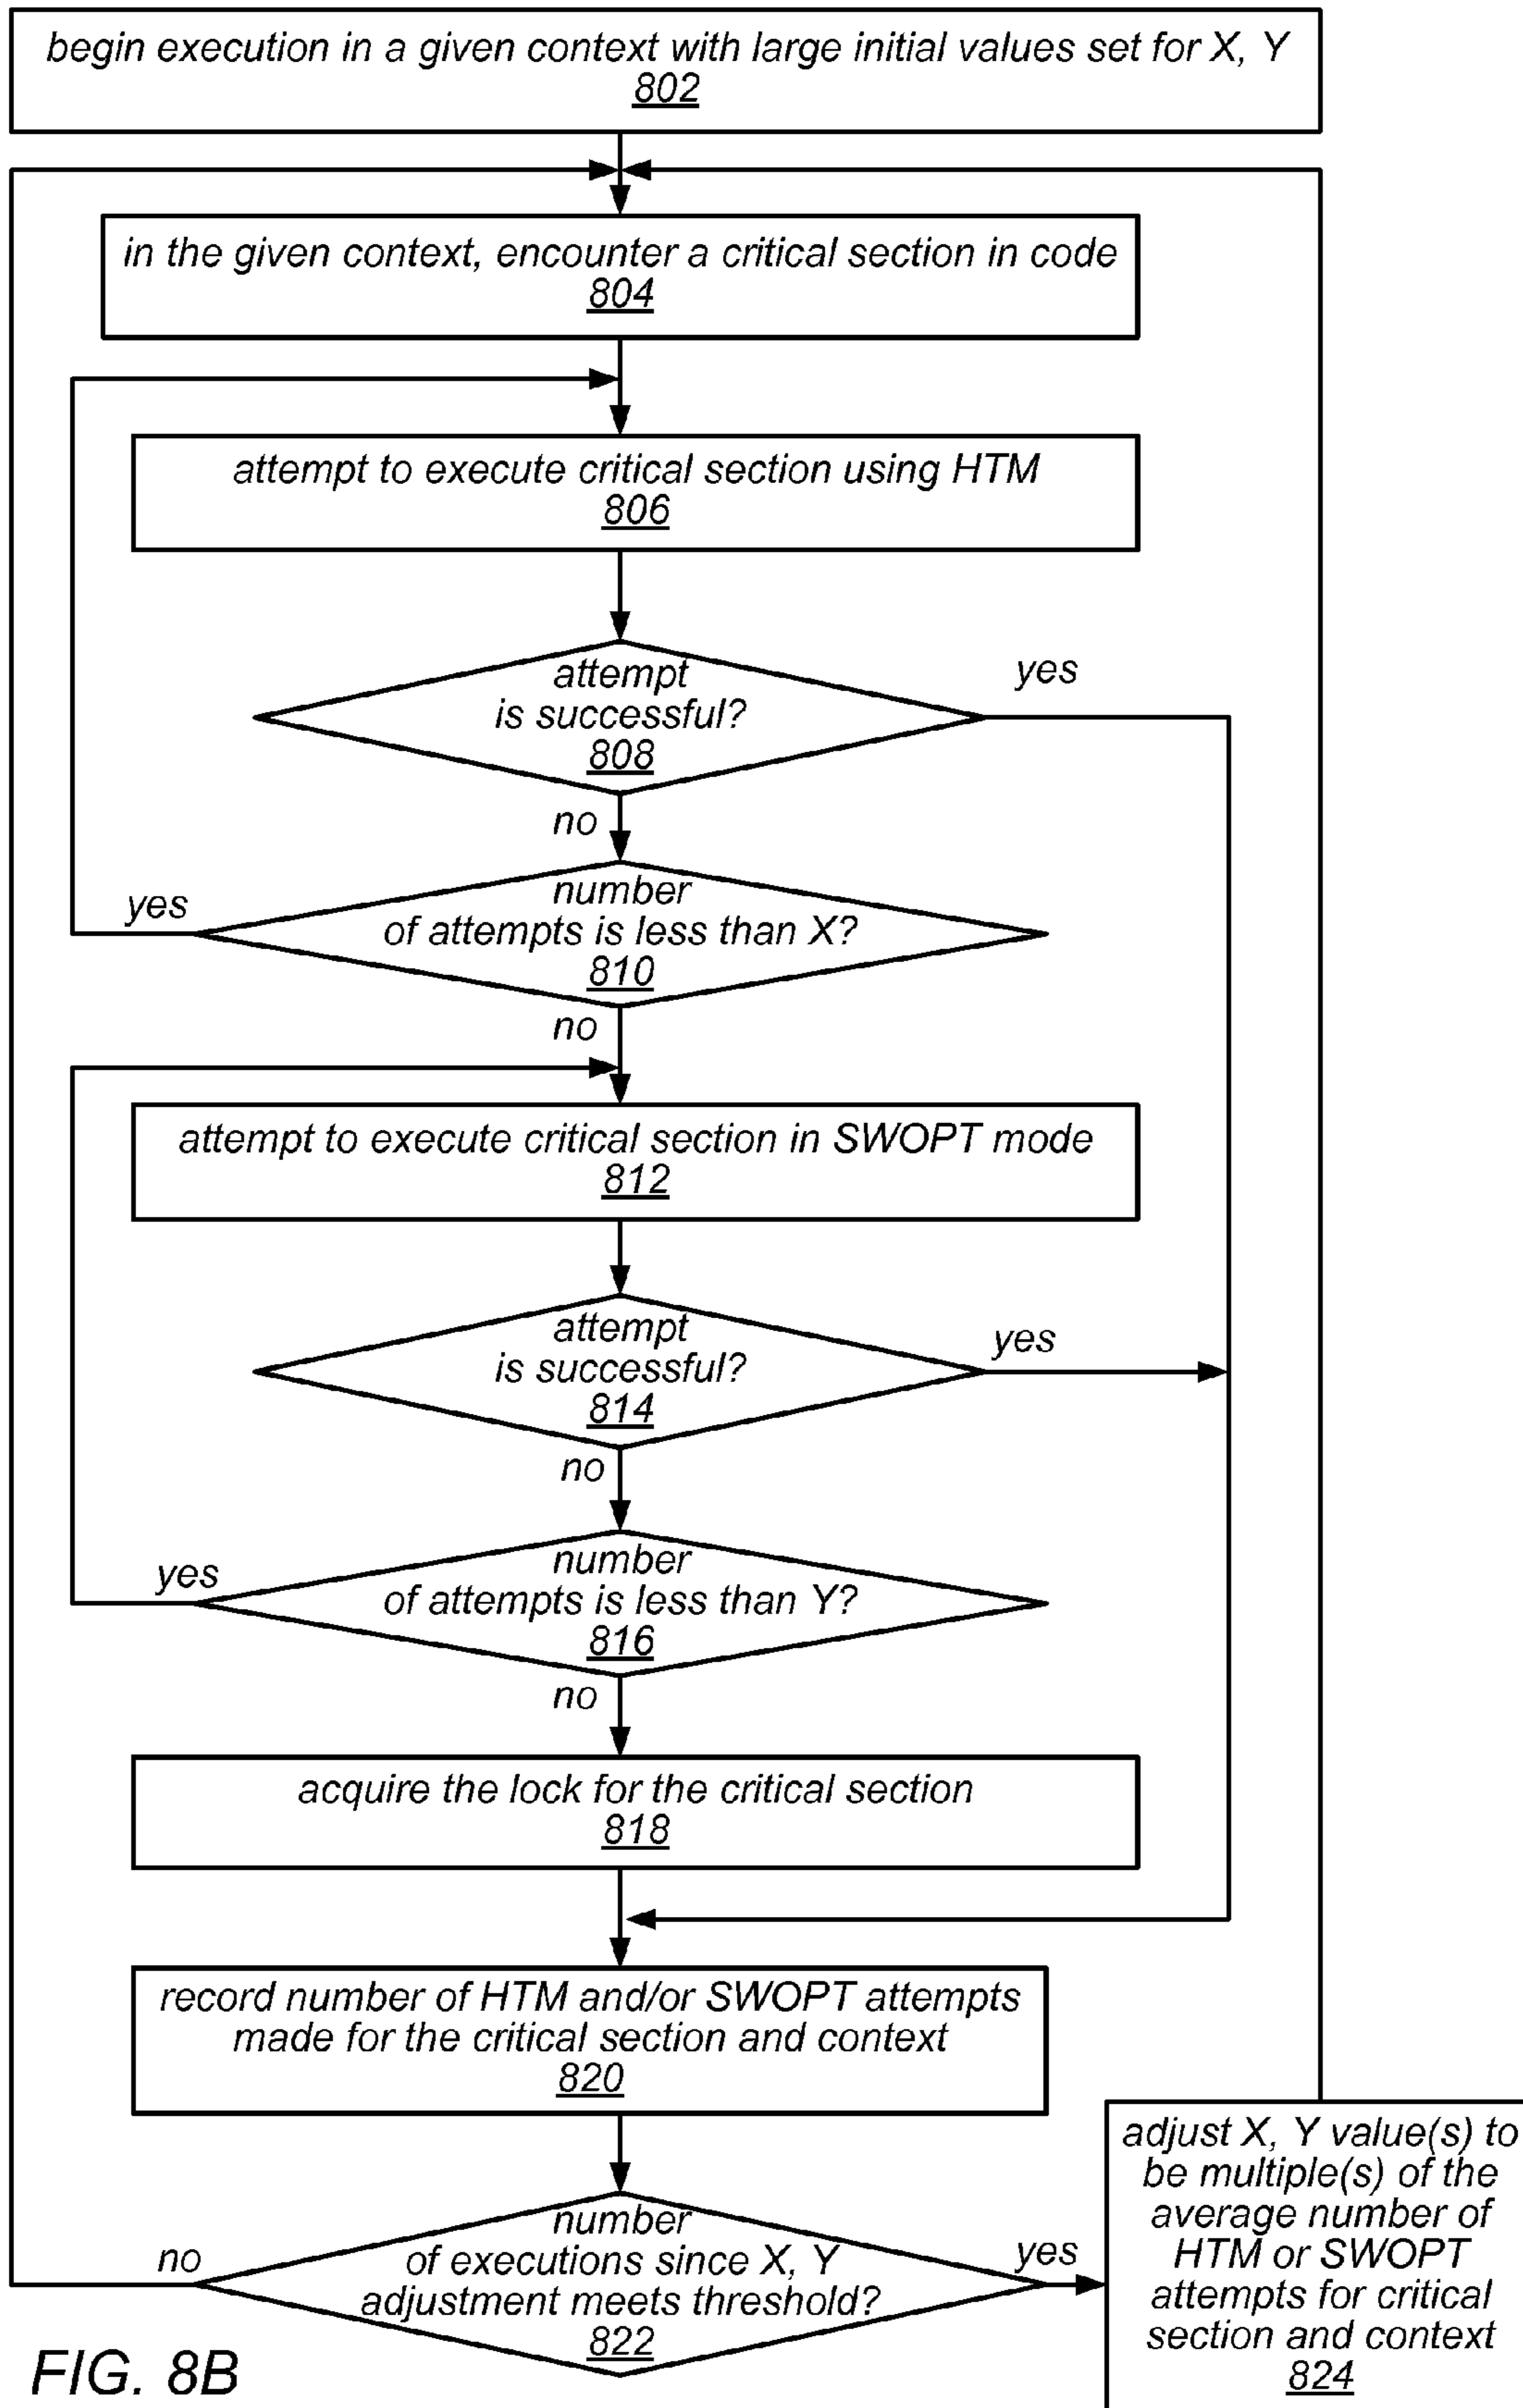 begin execution in a given context with large initial values set for X, Y
802
in the given context, encounter a critical section in code
804
attempt to execute critical section using HTM
806
attempt
is successful?
808
yes
no
number
of attempts is less than X?
810
yes
no
attempt to execute critical section in SWOPT mode
812
attempt
is successful?
814
yes
no
number
of attempts is less than Y?
816
yes
no
acquire the lock for the critical section
818
record number of HTM and/or SWOPT attempts
made for the critical section and context
820
number
of executions since X, Y
adjustment meets threshold?
822
no
yes
adjust X, Y value(s) to
be multiple(s) of the
average number of
HTM or SWOPT
attempts for critical
section and context
824
FIG. 8B